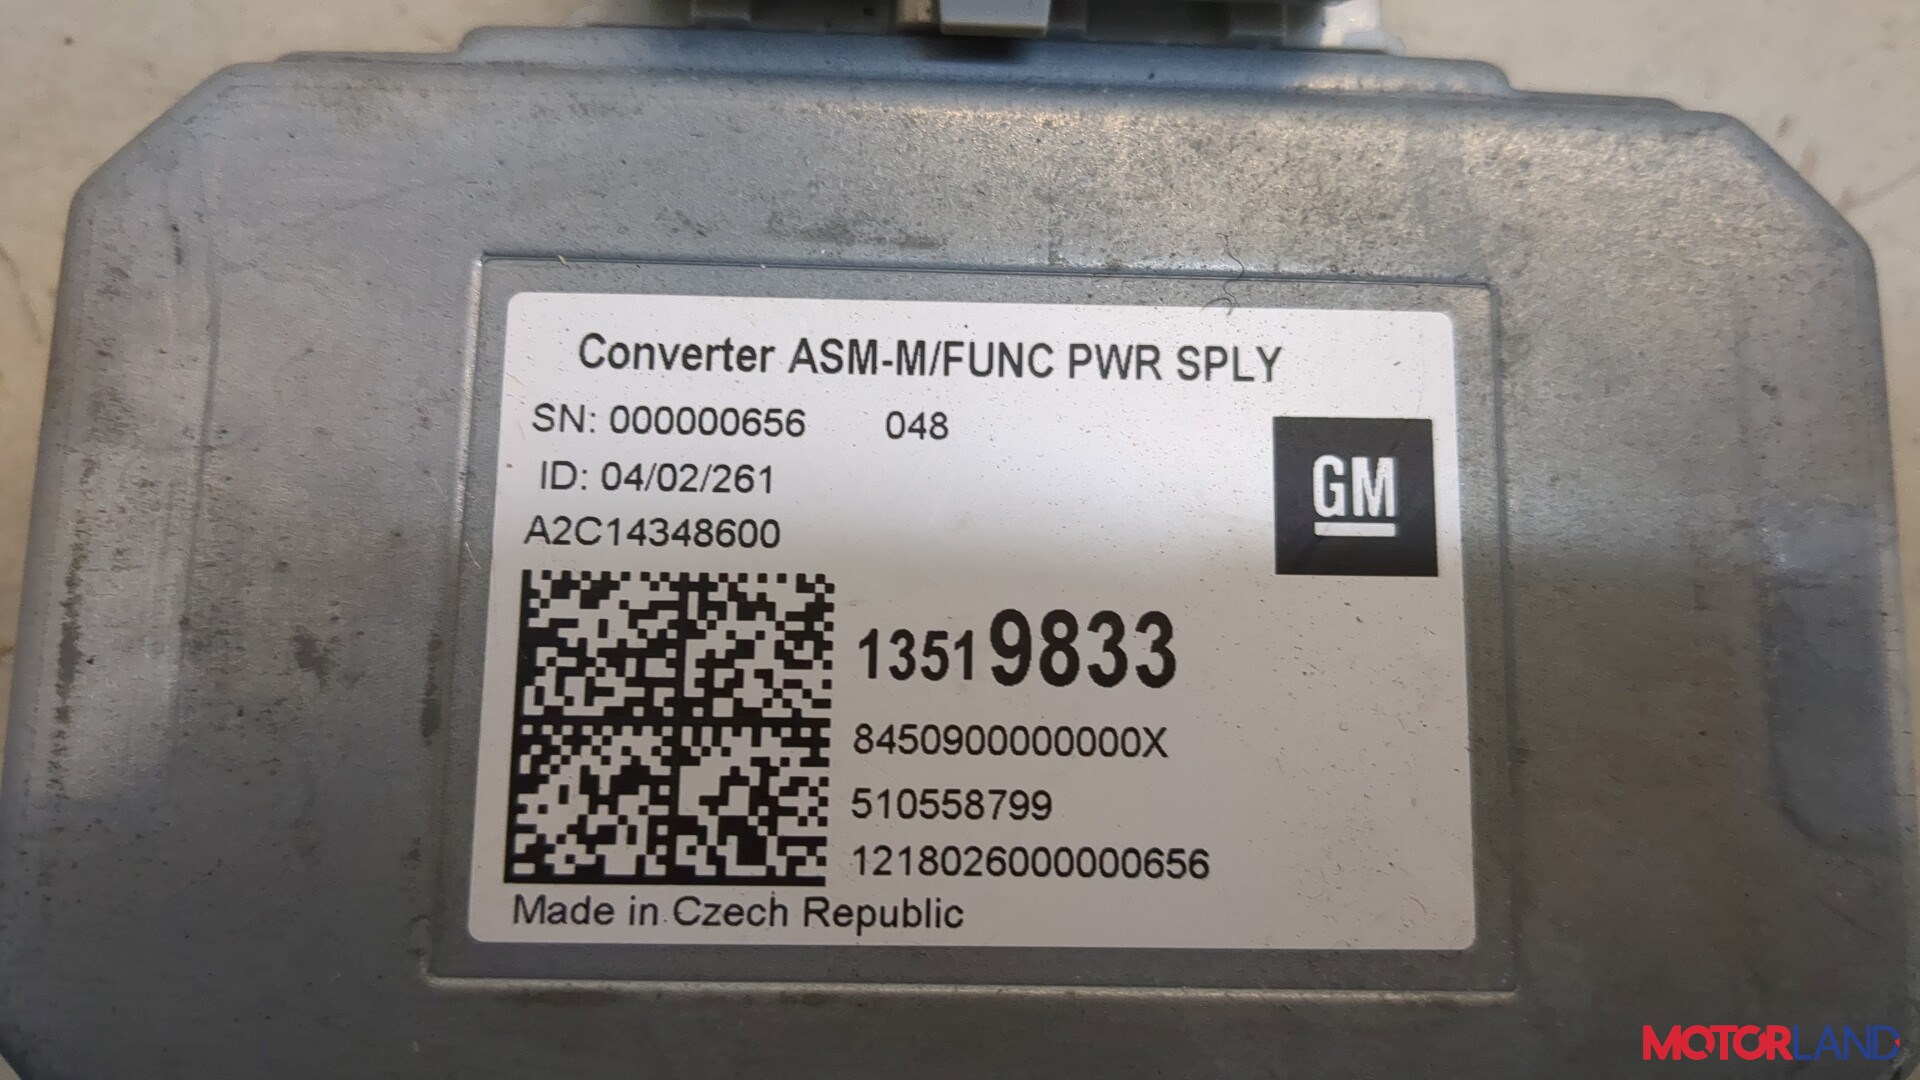 Converter ASM-M/FUNC PWR SPLY
SN: 000000656 048
ID: 04/02/261
A2C14348600
GM
13519833
8450900000000X
510558799
1218026000000656
Made in Czech Republic
MOTORLAND